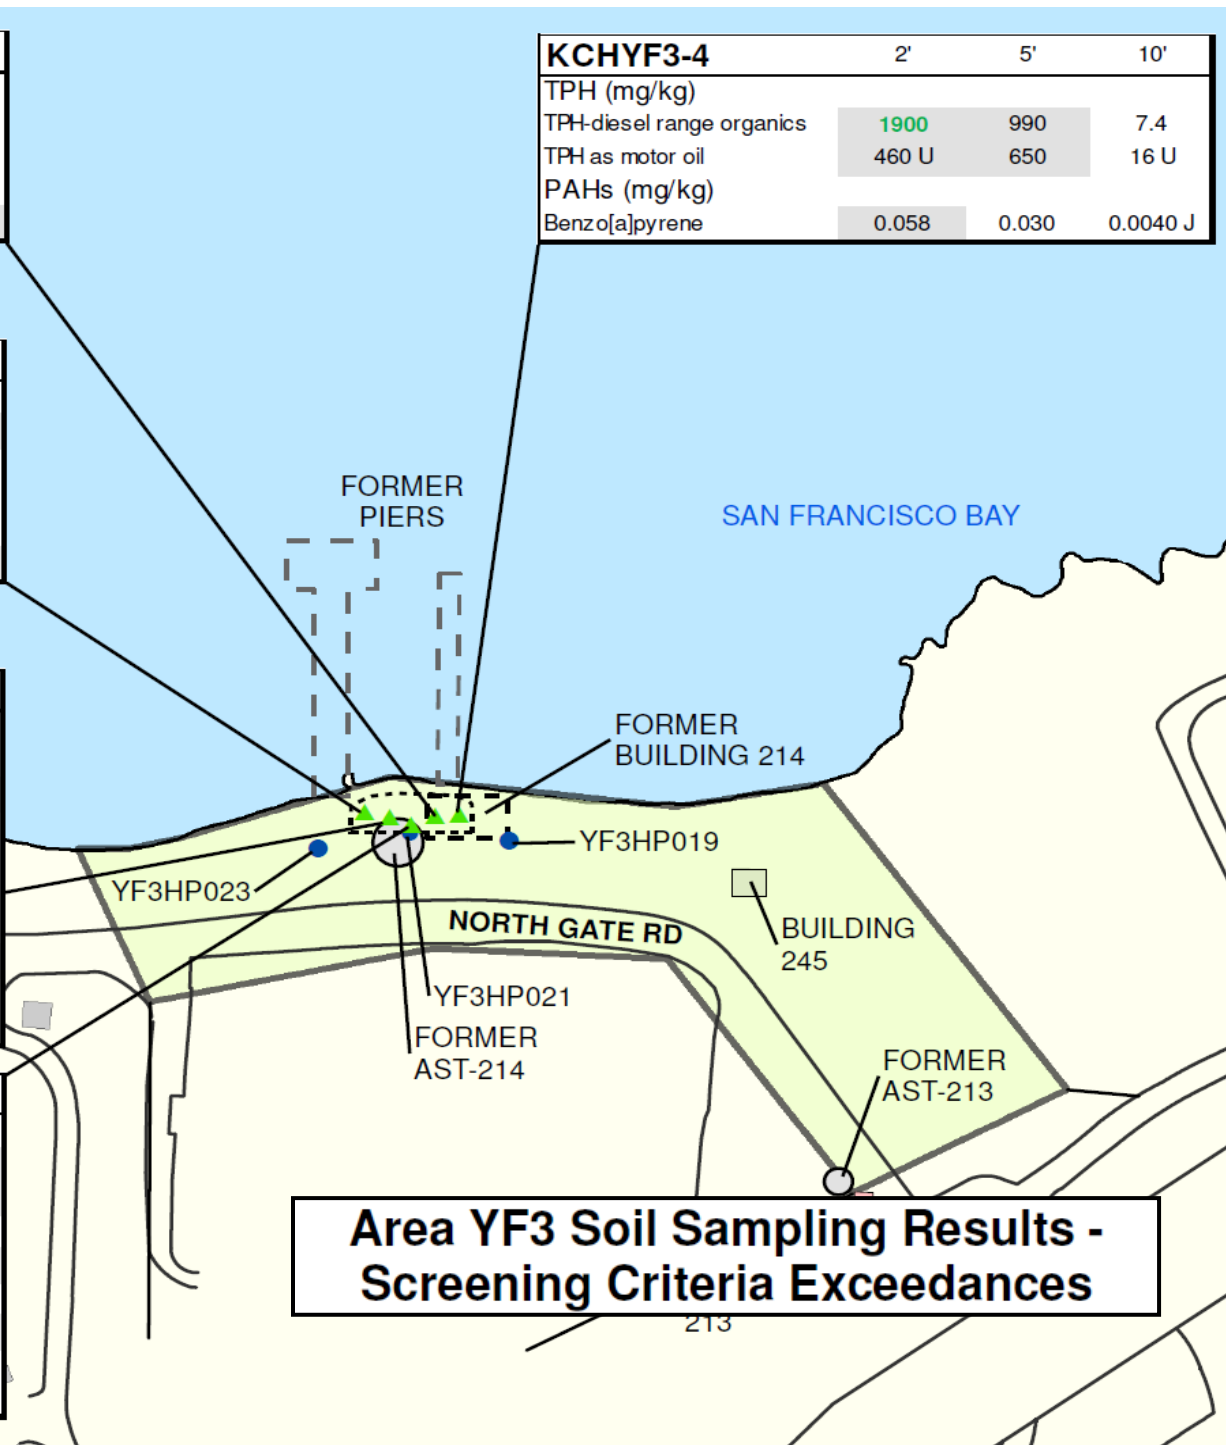 KCHYF3-4 2' 5' 10'
TPH (mg/kg)
TPH-diesel range organics 1900 990 7.4
TPH as motor oil 460 U 650 16 U
PAHs (mg/kg)
Benzo[a]pyrene 0.058 0.030 0.0040 J
FORMER
PIERS
SAN FRANCISCO BAY
FORMER
BUILDING 214
YF3HP019
YF3HP023
NORTH GATE RD
BUILDING
245
YF3HP021
FORMER
AST-214
FORMER
AST-213
Area YF3 Soil Sampling Results -
Screening Criteria Exceedances
213